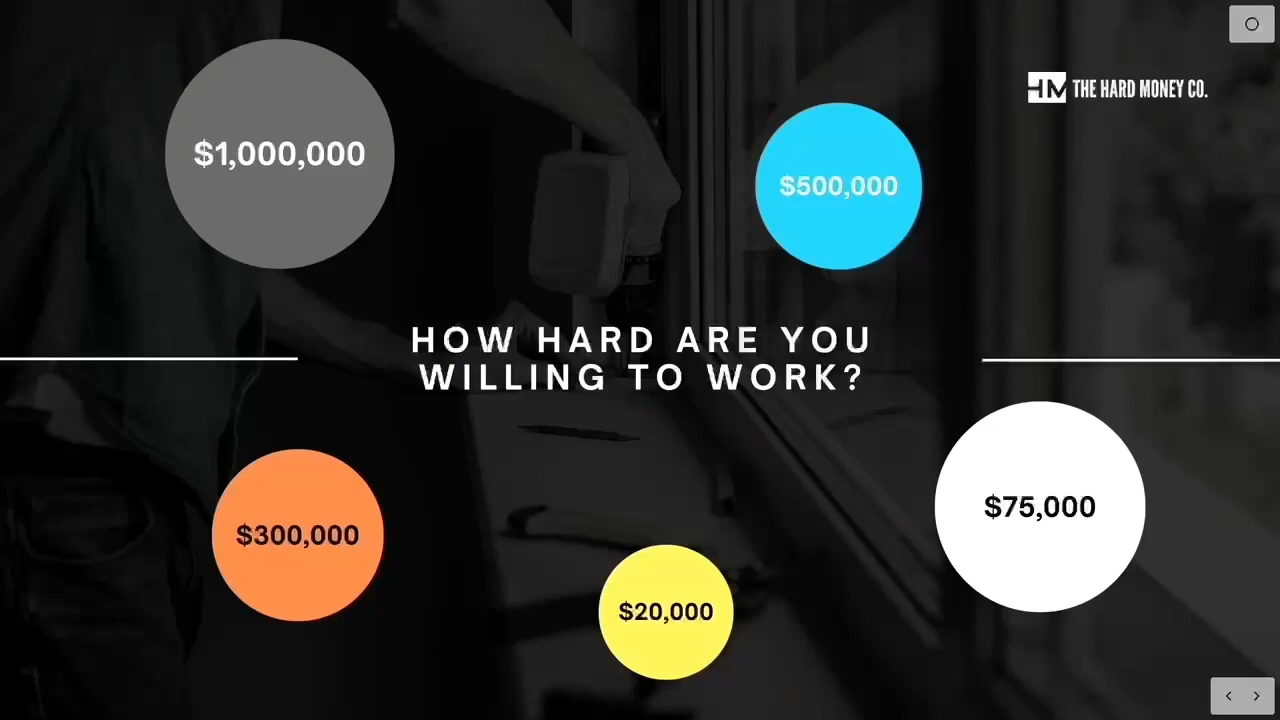 $1,000,000
HM THE HARD MONEY CO.
$500,000
HOW HARD ARE YOU
WILLING TO WORK?
$300,000
$75,000
$20,000